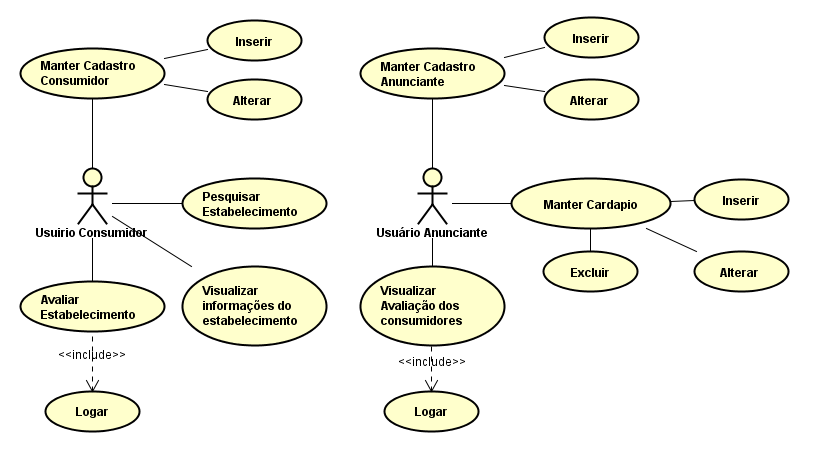 Manter Cadastro
Consumidor
Inserir
Alterar
Usuirio Consumidor
Pesquisar
Estabelecimento
Visualizar
informações do
estabelecimento
Avaliar
Estabelecimento
<<include>>
Logar
Manter Cadastro
Anunciante
Inserir
Alterar
Usuário Anunciante
Manter Cardapio
Inserir
Excluir
Alterar
Visualizar
Avaliação dos
consumidores
<<include>>
Logar